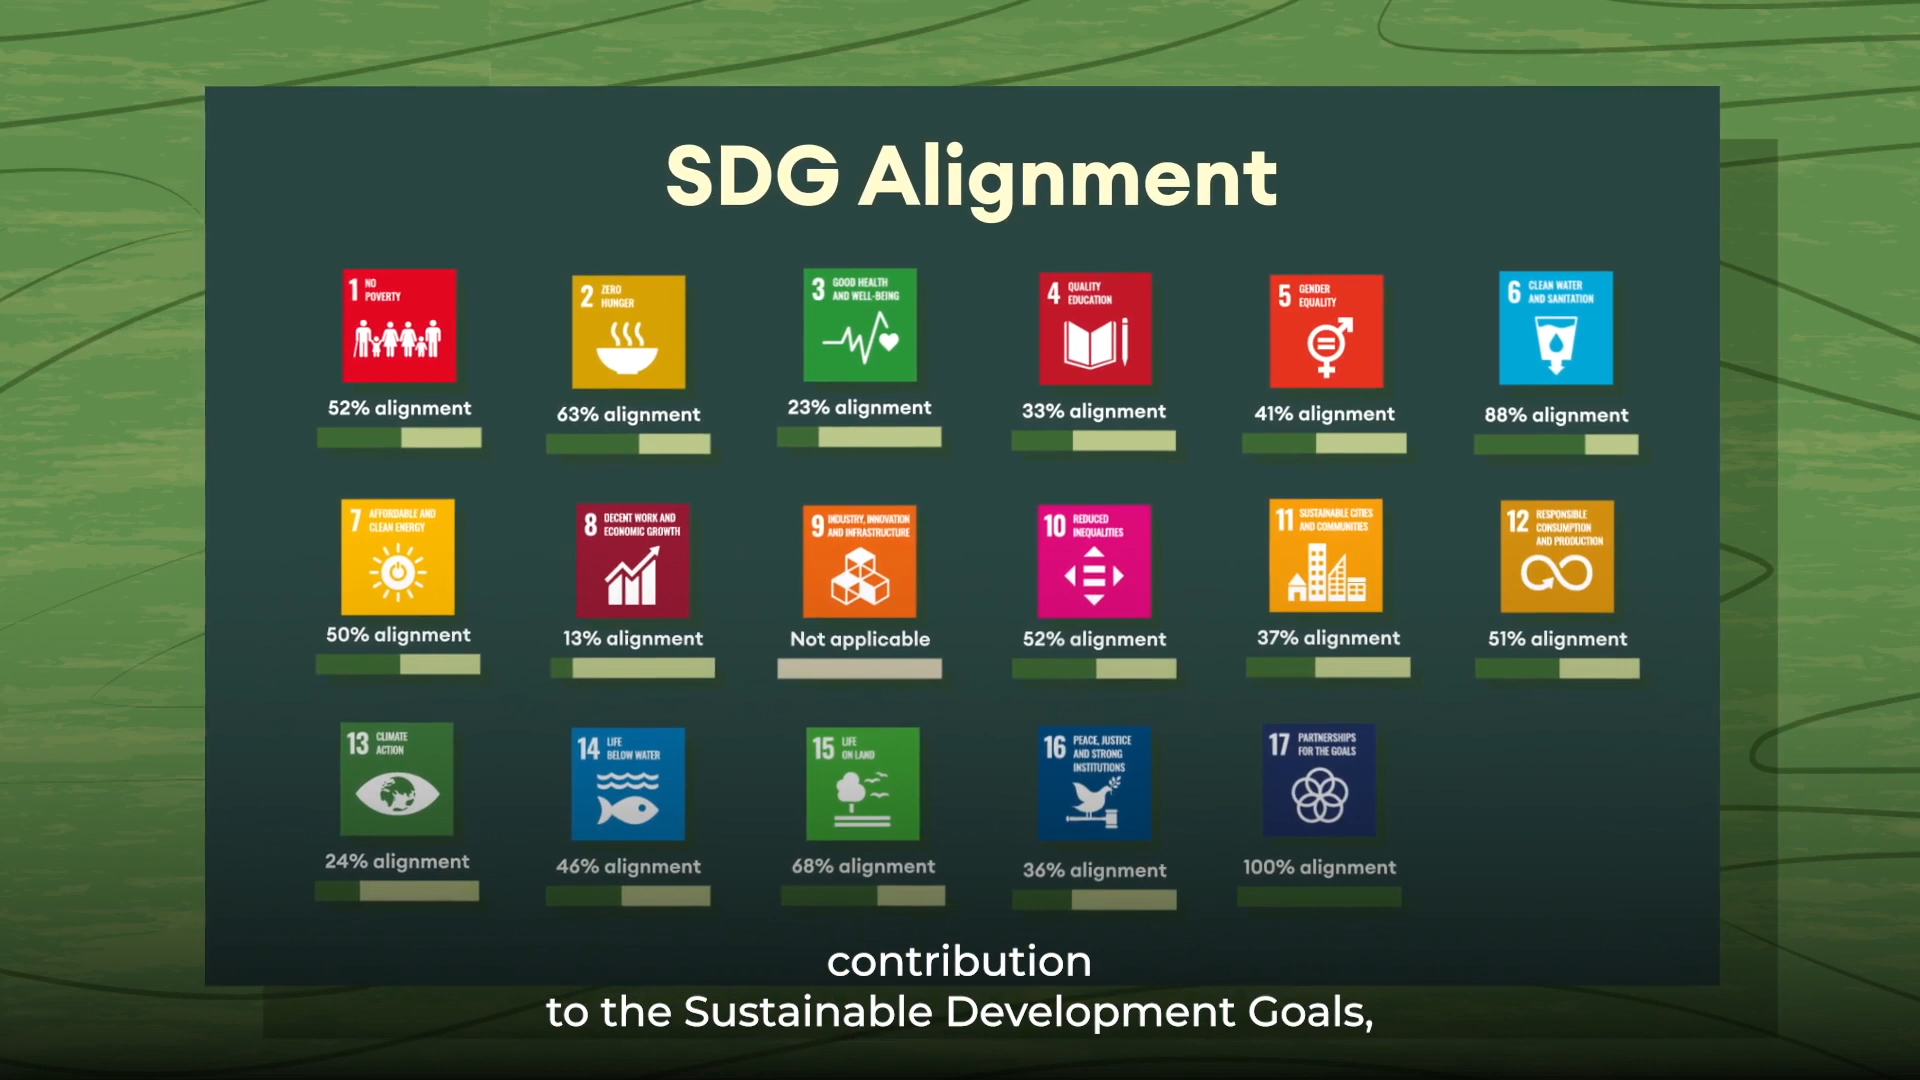 SDG Alignment
1 NO
POVERTY
52% alignment
2 ZERO
HUNGER
63% alignment
3 GOOD HEALTH
AND WELL-BEING
23% alignment
4 QUALITY
EDUCATION
33% alignment
5 GENDER
EQUALITY
41% alignment
6 CLEAN WATER
AND SANITATION
88% alignment
7 AFFORDABLE AND
CLEAN ENERGY
50% alignment
8 DECENT WORK AND
ECONOMIC GROWTH
13% alignment
9 INDUSTRY, INNOVATION
AND INFRASTRUCTURE
Not applicable
10 REDUCED
INEQUALITIES
52% alignment
11 SUSTAINABLE CITIES
AND COMMUNITIES
37% alignment
12 RESPONSIBLE
CONSUMPTION
AND PRODUCTION
51% alignment
13 CLIMATE
ACTION
24% alignment
14 LIFE
BELOW WATER
46% alignment
15 LIFE
ON LAND
68% alignment
16 PEACE, JUSTICE
AND STRONG
INSTITUTIONS
36% alignment
17 PARTNERSHIPS
FOR THE GOALS
100% alignment
contribution
to the Sustainable Development Goals,